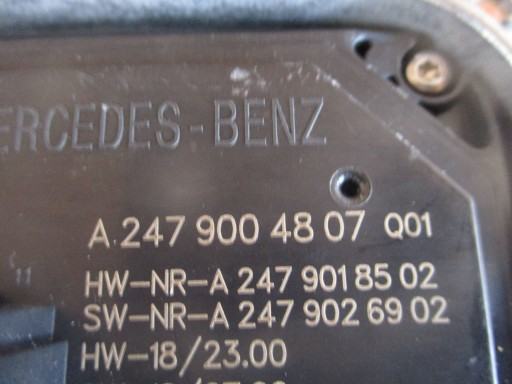 ERCEDES-BENZ
A 247 900 48 07 Q01
HW-NR-A 247 901 85 02
SW-NR-A 247 902 69 02
HW-18/23.00